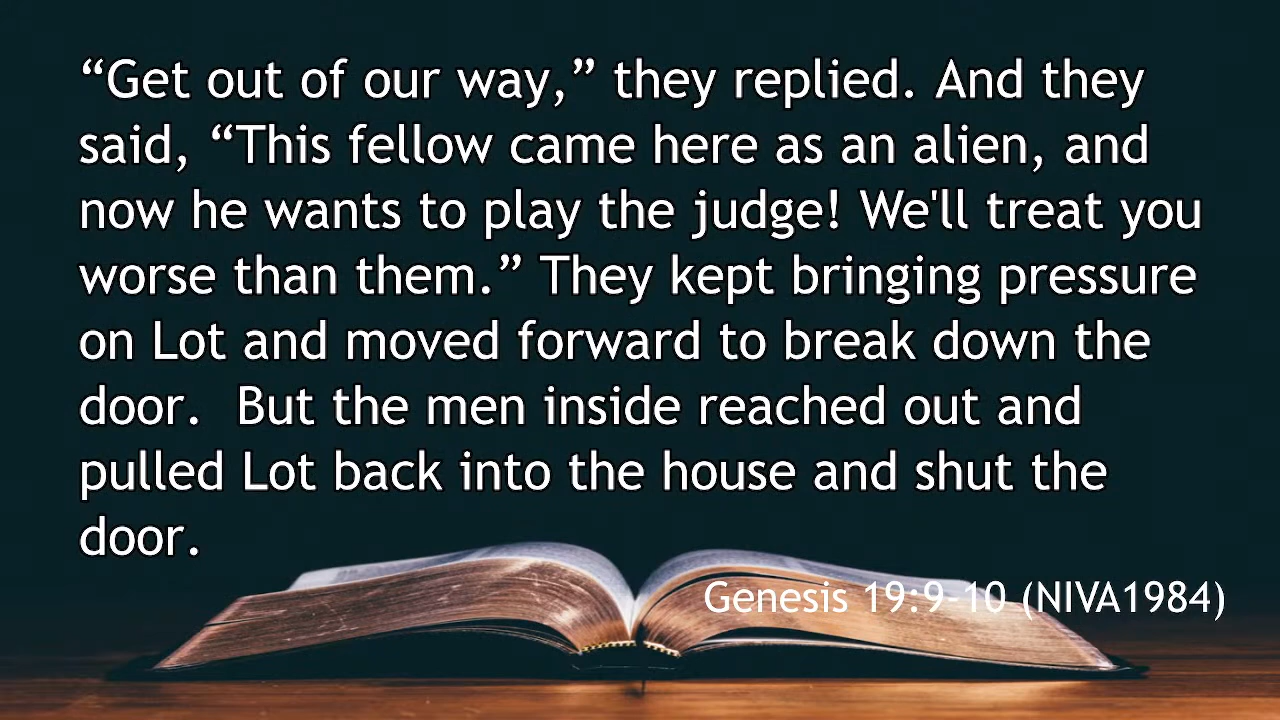 “Get out of our way,” they replied. And they
said, “This fellow came here as an alien, and
now he wants to play the judge! We'll treat you
worse than them.” They kept bringing pressure
on Lot and moved forward to break down the
door.  But the men inside reached out and
pulled Lot back into the house and shut the
door.
Genesis 19:9-10 (NIVA1984)